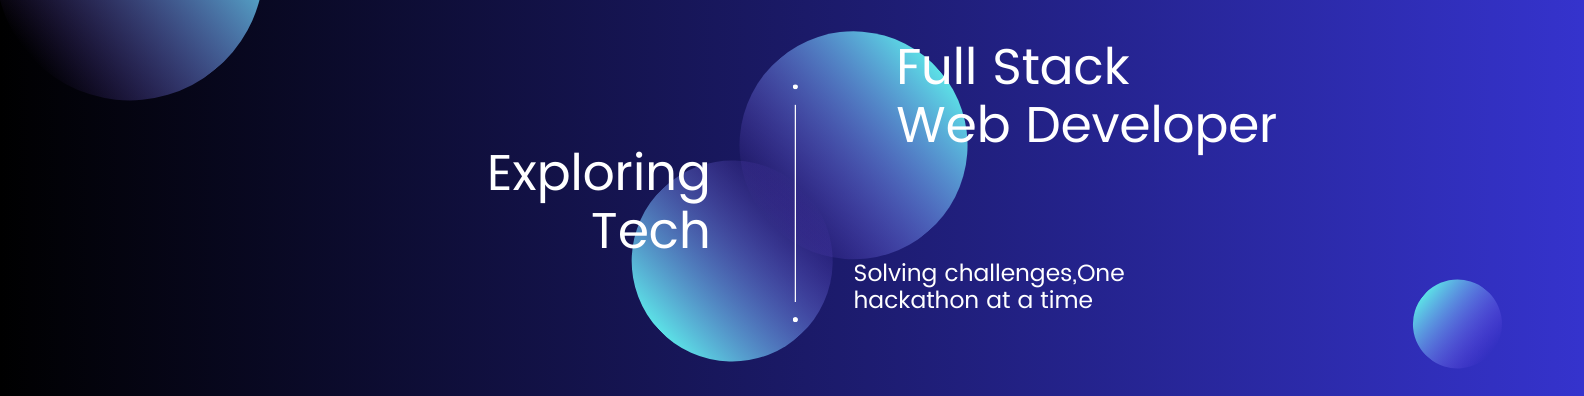 Exploring
Tech
Full Stack
Web Developer
Solving challenges,One
hackathon at a time